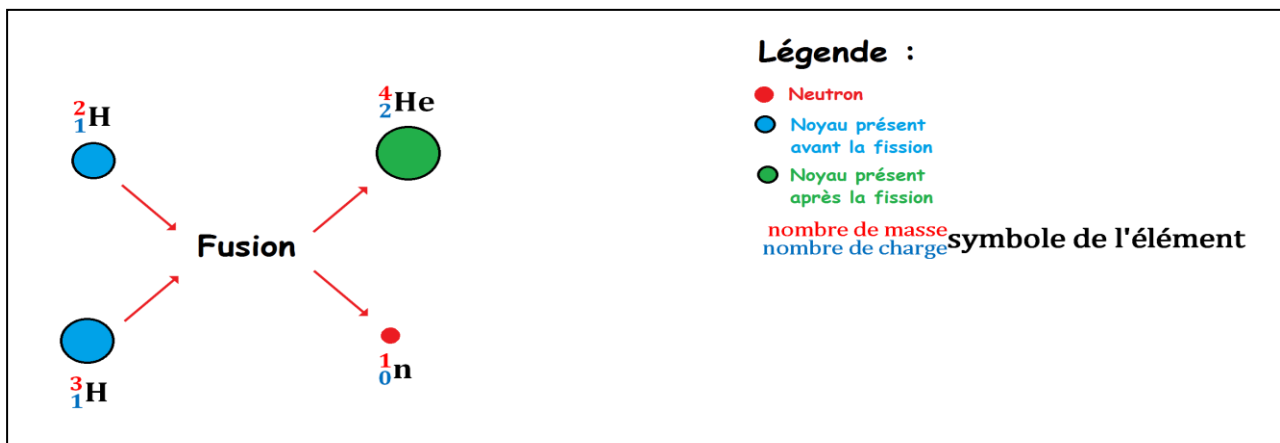 ²₁H
⁴₂He
Fusion
³₁H
¹₀n
Légende :
Neutron
Noyau présent
avant la fission
Noyau présent
après la fission
nombre de masse
nombre de charge
symbole de l'élément